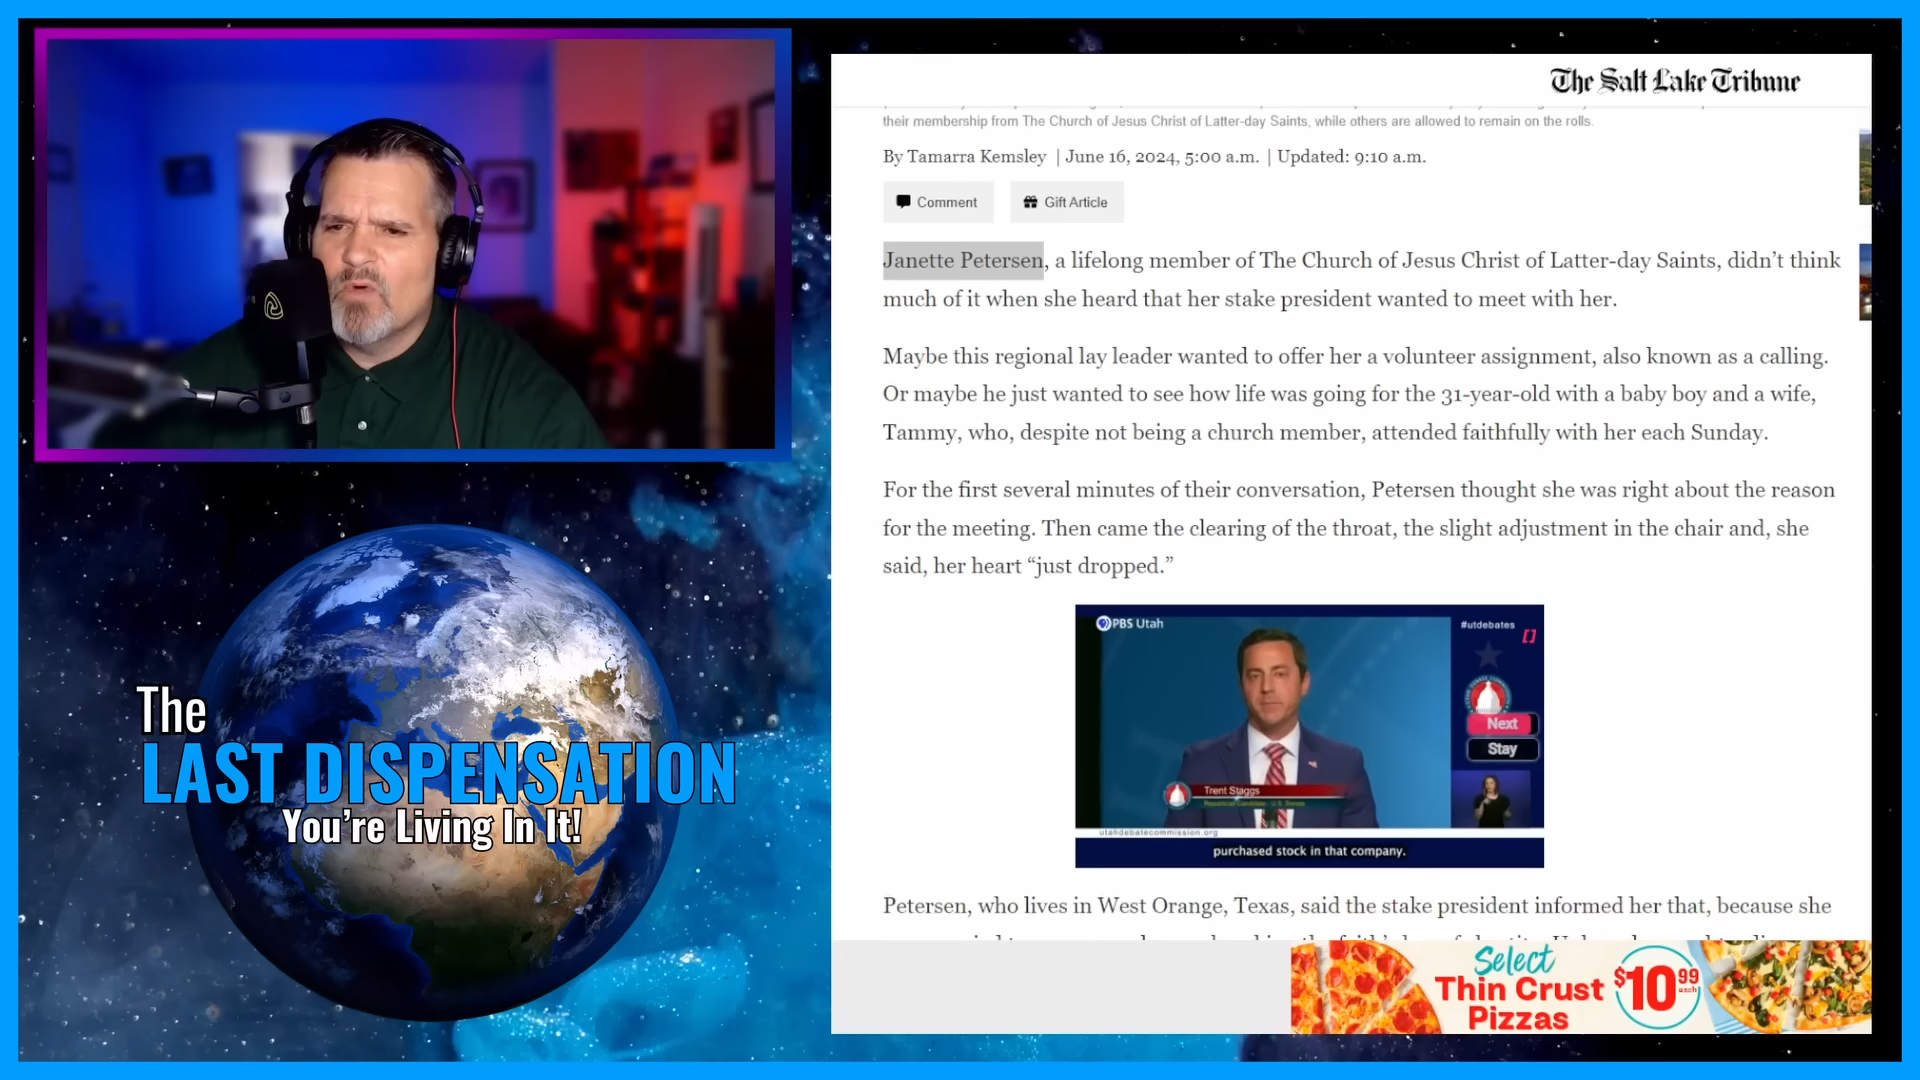 The Salt Lake Tribune
their membership from The Church of Jesus Christ of Latter-day Saints, while others are allowed to remain on the rolls.
By Tamarra Kemsley | June 16, 2024, 5:00 a.m. | Updated: 9:10 a.m.
Comment
Gift Article
Janette Petersen, a lifelong member of The Church of Jesus Christ of Latter-day Saints, didn’t think
much of it when she heard that her stake president wanted to meet with her.
Maybe this regional lay leader wanted to offer her a volunteer assignment, also known as a calling.
Or maybe he just wanted to see how life was going for the 31-year-old with a baby boy and a wife,
Tammy, who, despite not being a church member, attended faithfully with her each Sunday.
For the first several minutes of their conversation, Petersen thought she was right about the reason
for the meeting. Then came the clearing of the throat, the slight adjustment in the chair and, she
said, her heart “just dropped.”
PBS Utah
#utdebates
Next
Stay
Trent Staggs
Republican Candidate - U.S. Senate
utahdebatecommission.org
purchased stock in that company.
Petersen, who lives in West Orange, Texas, said the stake president informed her that, because she
Select
Thin Crust
Pizzas
$10 99
each
The
LAST DISPENSATION
You’re Living In It!